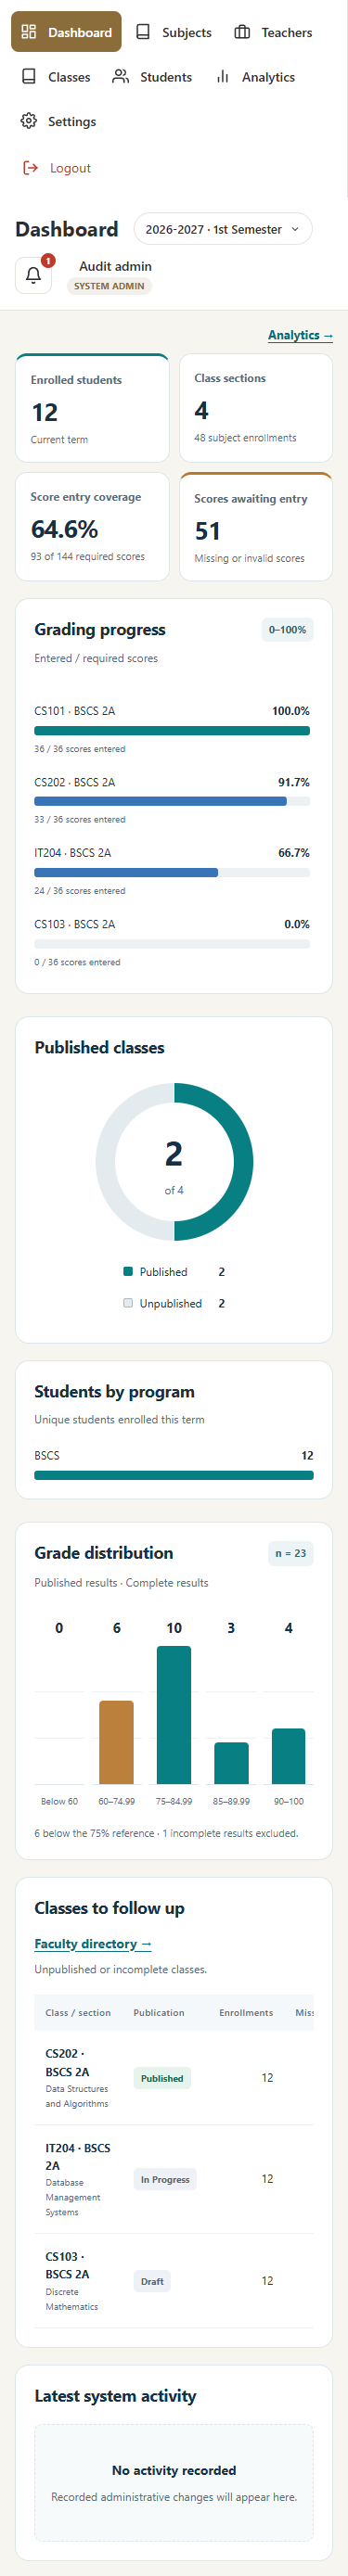 Dashboard
Subjects
Teachers
Classes
Students
Analytics
Settings
Logout
Dashboard
2026-2027 · 1st Semester
1
Audit admin
SYSTEM ADMIN
Analytics →
Enrolled students
12
Current term
Class sections
4
48 subject enrollments
Score entry coverage
64.6%
93 of 144 required scores
Scores awaiting entry
51
Missing or invalid scores
Grading progress
0–100%
Entered / required scores
CS101 · BSCS 2A 100.0%
36 / 36 scores entered
CS202 · BSCS 2A 91.7%
33 / 36 scores entered
IT204 · BSCS 2A 66.7%
24 / 36 scores entered
CS103 · BSCS 2A 0.0%
0 / 36 scores entered
Published classes
2
of 4
Published 2
Unpublished 2
Students by program
Unique students enrolled this term
BSCS 12
Grade distribution
n = 23
Published results · Complete results
0 6 10 3 4
Below 60 60–74.99 75–84.99 85–89.99 90–100
6 below the 75% reference · 1 incomplete results excluded.
Classes to follow up
Faculty directory →
Unpublished or incomplete classes.
Class / section Publication Enrollments Miss
CS202 ·
BSCS 2A
Data Structures
and Algorithms
Published
12
IT204 · BSCS
2A
Database
Management
Systems
In Progress
12
CS103 ·
BSCS 2A
Discrete
Mathematics
Draft
12
Latest system activity
No activity recorded
Recorded administrative changes will appear here.